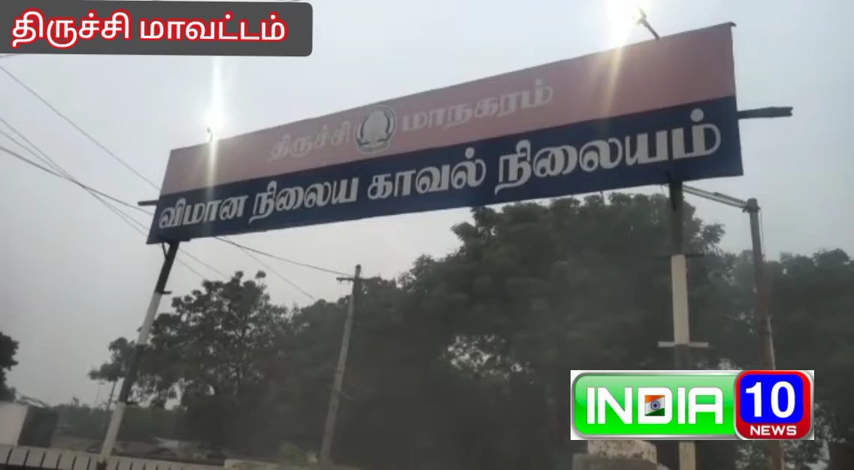 திருச்சி மாவட்டம்
திருச்சி மாநகரம்
விமான நிலைய காவல் நிலையம்
INDIA 10
NEWS